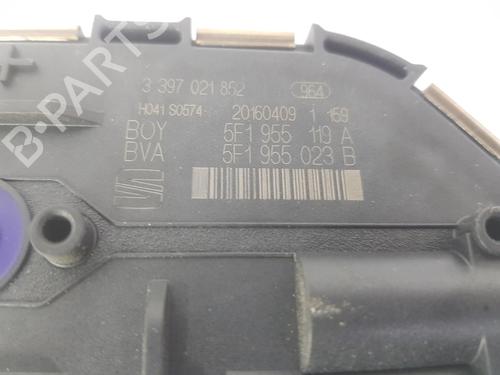 3 397 021 852 964
H041 S0574 20160409 1 159
BOY 5F1 955 119 A
BVA 5F1 955 023 B
B-PARTS